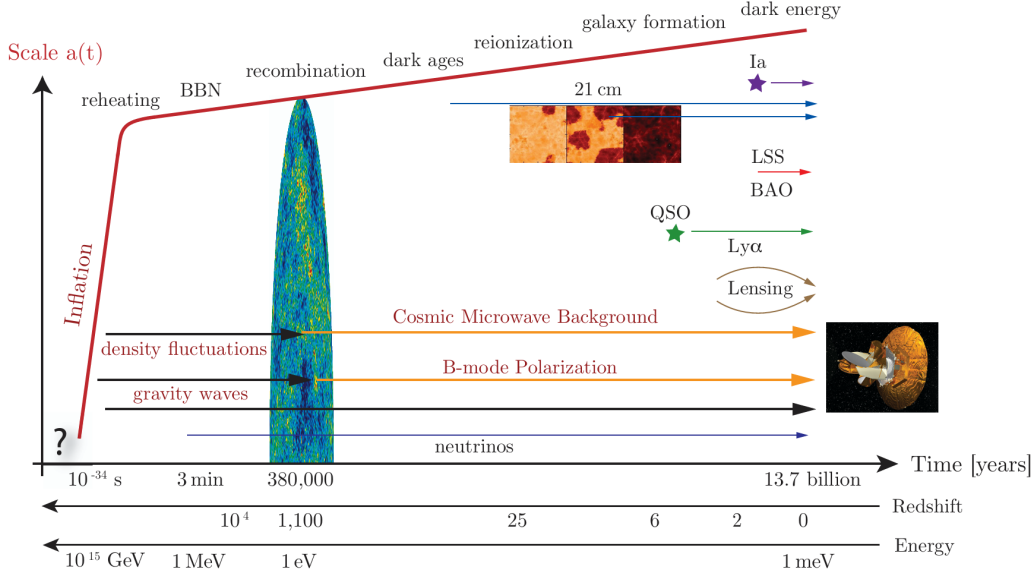 dark energy
galaxy formation
reionization
dark ages
recombination
BBN
reheating
Scale a(t)
Ia
21 cm
LSS
BAO
QSO
Lyα
Lensing
Inflation
Cosmic Microwave Background
density fluctuations
B-mode Polarization
gravity waves
?
neutrinos
Time [years]
10⁻³⁴ s 3 min 380,000 13.7 billion
Redshift
10⁴ 1,100 25 6 2 0
Energy
10¹⁵ GeV 1 MeV 1 eV 1 meV